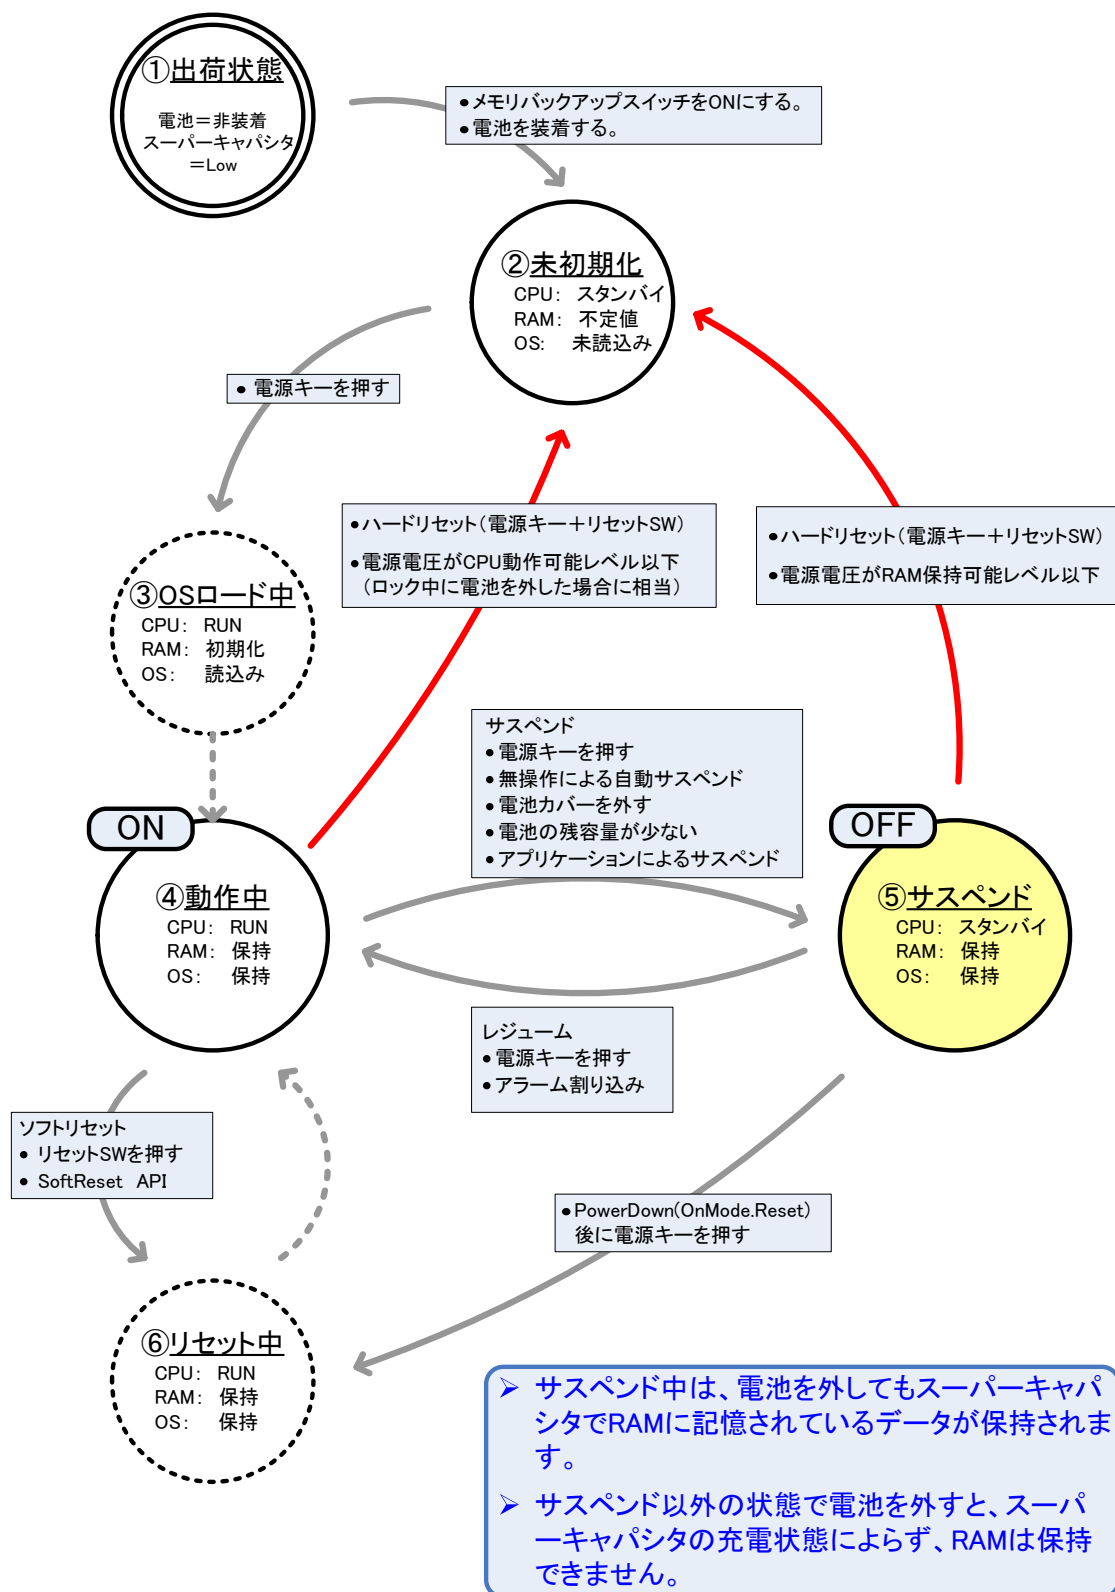 ①出荷状態
電池＝非装着
スーパーキャパシタ
＝Low
●メモリバックアップスイッチをONにする。
●電池を装着する。
②未初期化
CPU： スタンバイ
RAM： 不定値
OS： 未読込み
● 電源キーを押す
●ハードリセット（電源キー＋リセットSW）
●電源電圧がCPU動作可能レベル以下
（ロック中に電池を外した場合に相当）
●ハードリセット（電源キー＋リセットSW）
●電源電圧がRAM保持可能レベル以下
③OSロード中
CPU： RUN
RAM： 初期化
OS： 読込み
サスペンド
●電源キーを押す
●無操作による自動サスペンド
●電池カバーを外す
●電池の残容量が少ない
●アプリケーションによるサスペンド
ON
④動作中
CPU： RUN
RAM： 保持
OS： 保持
OFF
⑤サスペンド
CPU： スタンバイ
RAM： 保持
OS： 保持
レジューム
●電源キーを押す
●アラーム割り込み
ソフトリセット
● リセットSWを押す
● SoftReset API
●PowerDown(OnMode.Reset)
後に電源キーを押す
⑥リセット中
CPU： RUN
RAM： 保持
OS： 保持
➢ サスペンド中は、電池を外してもスーパーキャパ
シタでRAMに記憶されているデータが保持されま
す。
➢ サスペンド以外の状態で電池を外すと、スーパ
ーキャパシタの充電状態によらず、RAMは保持
できません。